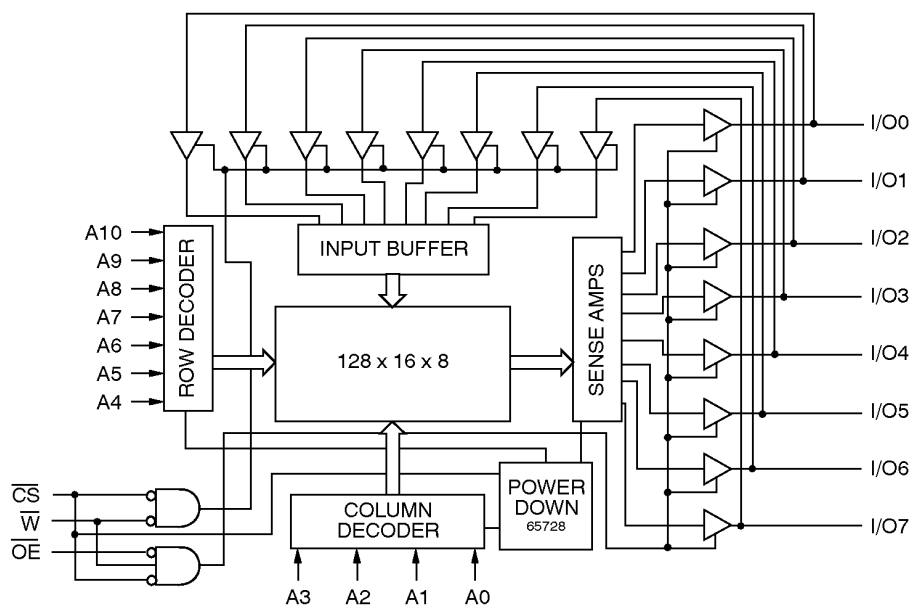 I/O0
I/O1
I/O2
I/O3
I/O4
I/O5
I/O6
I/O7
INPUT BUFFER
A10
A9
A8
A7
A6
A5
A4
ROW DECODER
128 x 16 x 8
SENSE AMPS
CS
W
OE
COLUMN
DECODER
POWER
DOWN
65728
A3
A2
A1
A0